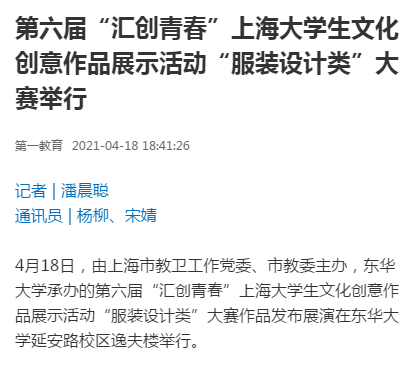 第六届“汇创青春”上海大学生文化
创意作品展示活动“服装设计类”大
赛举行
第一教育 2021-04-18 18:41:26
记者 | 潘晨聪
通讯员 | 杨柳、宋婧
4月18日，由上海市教卫工作党委、市教委主办，东华
大学承办的第六届“汇创青春”上海大学生文化创意作
品展示活动“服装设计类”大赛作品发布展演在东华大
学延安路校区逸夫楼举行。